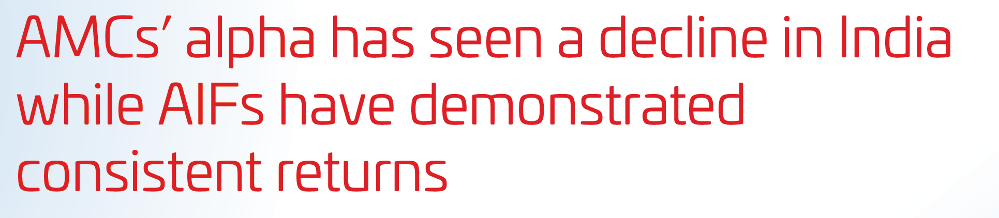 AMCs’ alpha has seen a decline in India
while AIFs have demonstrated
consistent returns